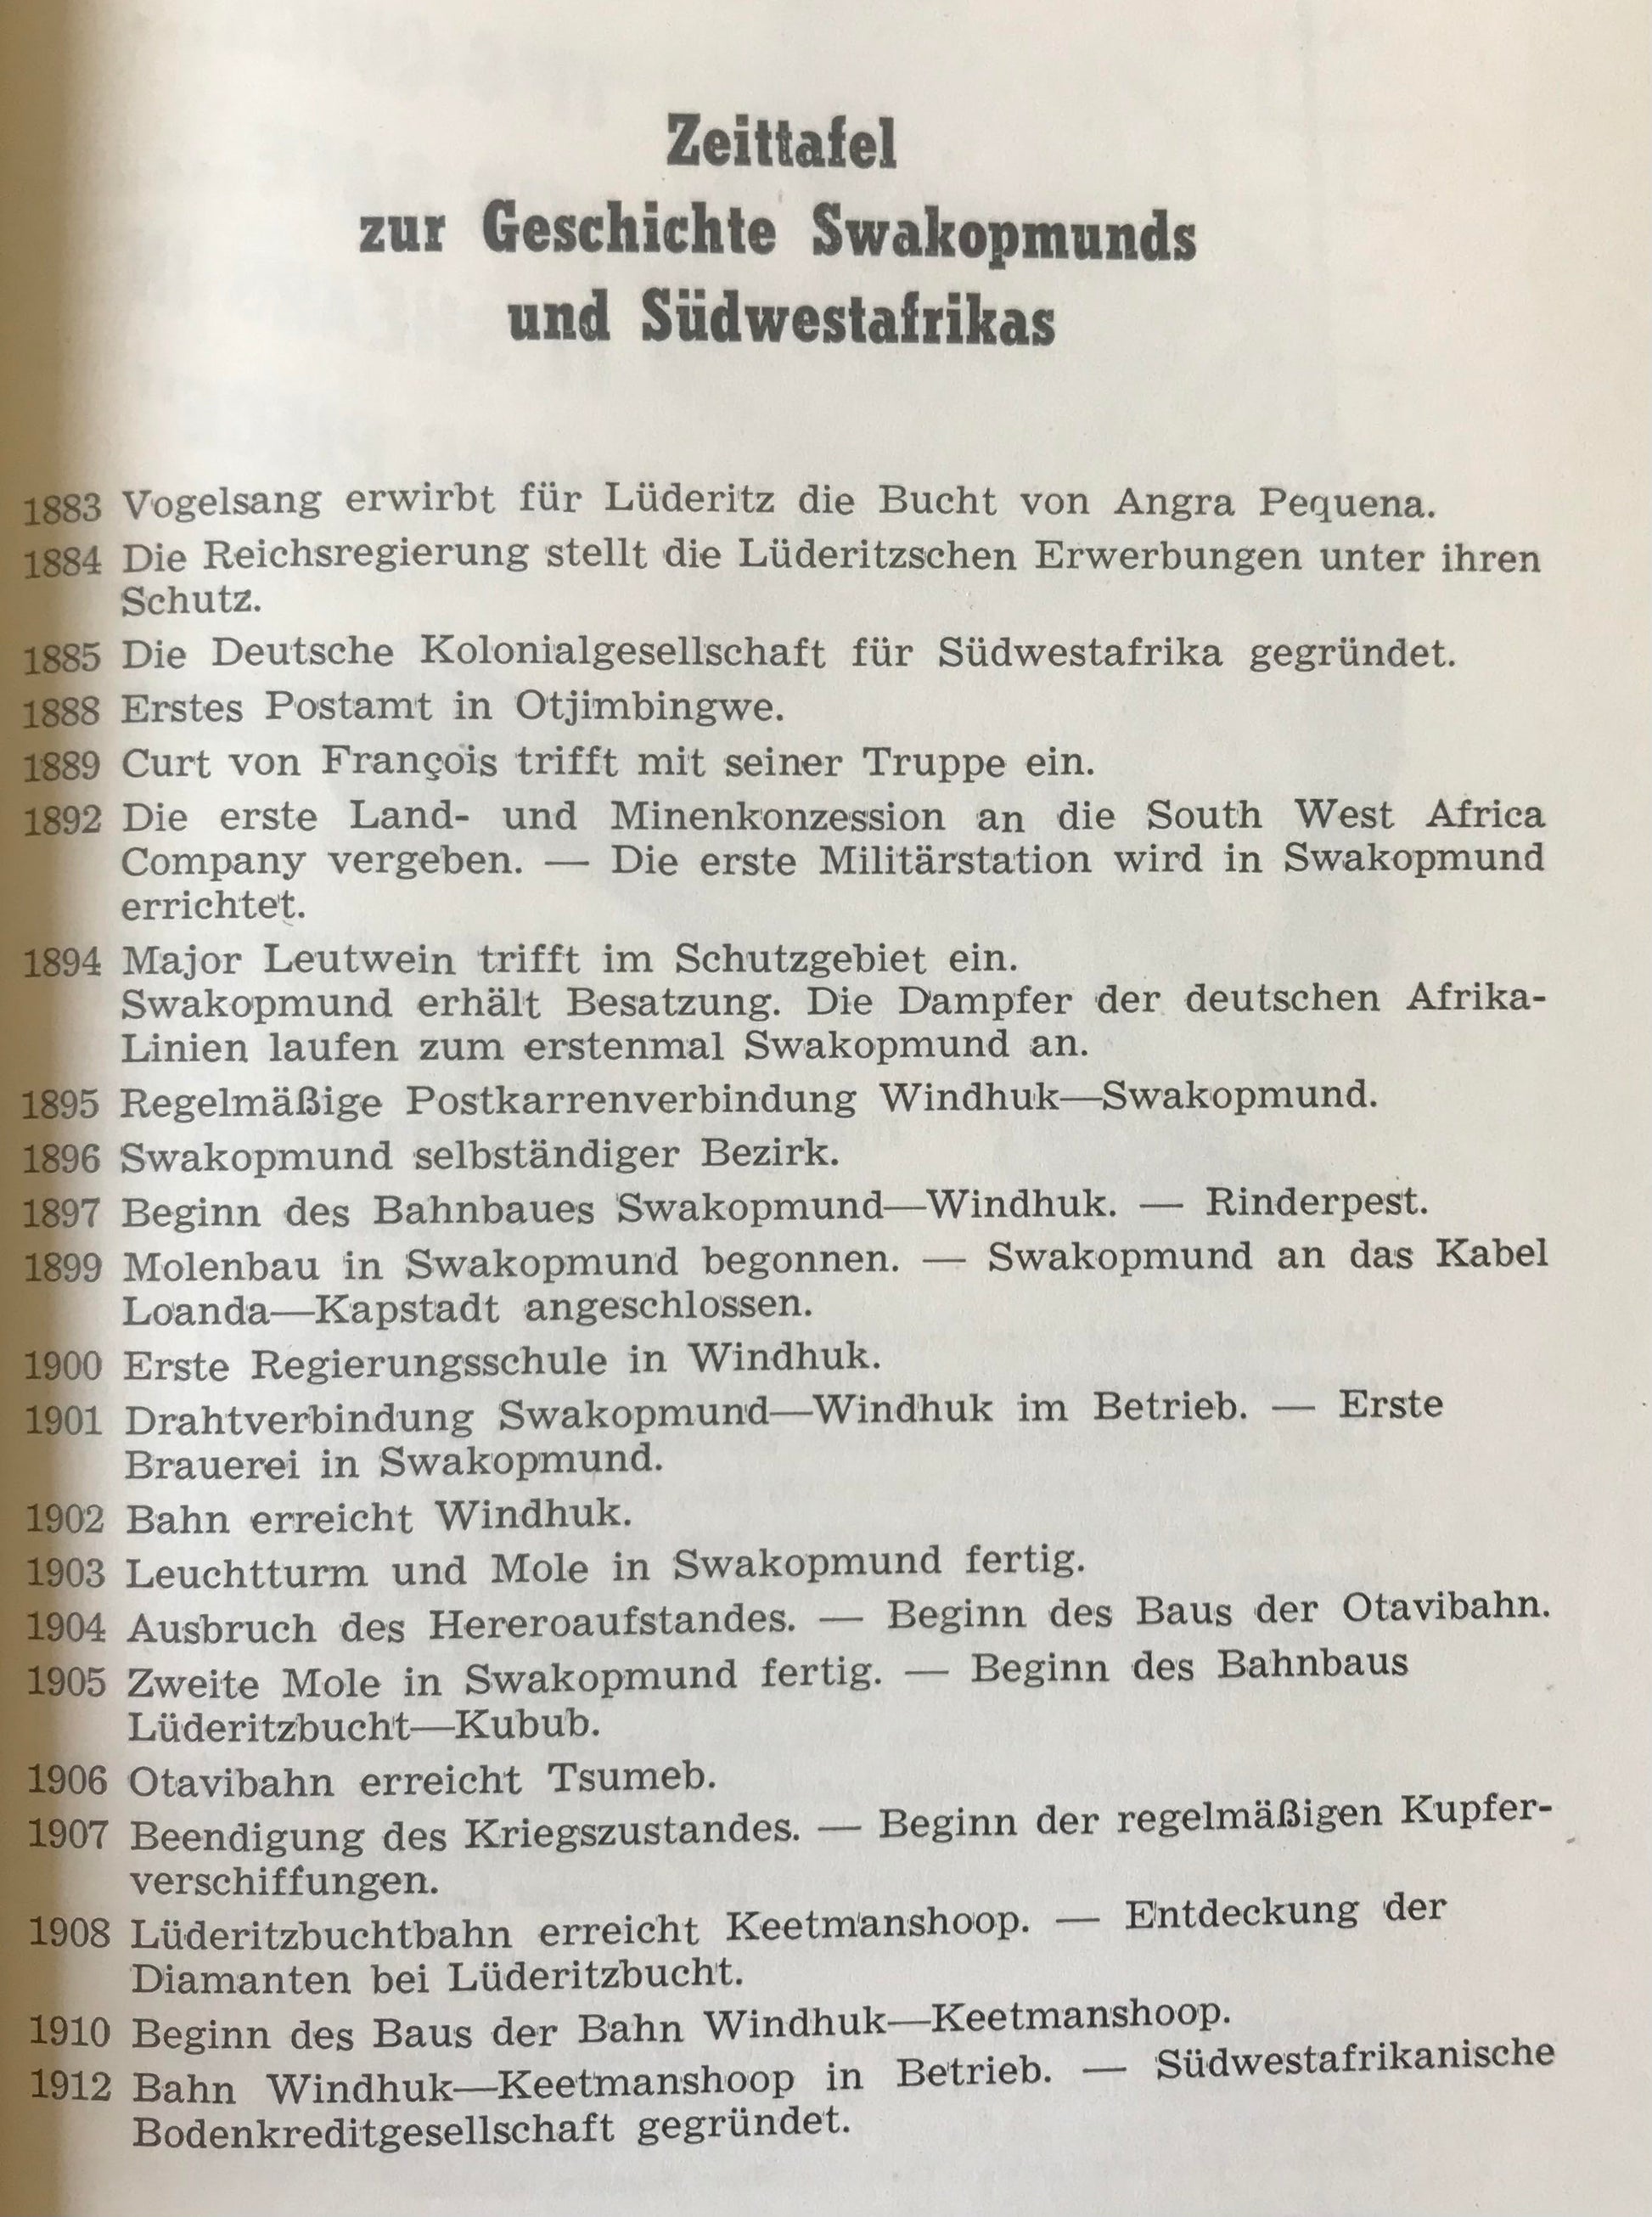 Zeittafel
zur Geschichte Swakopmunds
und Südwestafrikas
1883 Vogelsang erwirbt für Lüderitz die Bucht von Angra Pequena.
1884 Die Reichsregierung stellt die Lüderitzschen Erwerbungen unter ihren
Schutz.
1885 Die Deutsche Kolonialgesellschaft für Südwestafrika gegründet.
1888 Erstes Postamt in Otjimbingwe.
1889 Curt von François trifft mit seiner Truppe ein.
1892 Die erste Land- und Minenkonzession an die South West Africa
Company vergeben. — Die erste Militärstation wird in Swakopmund
errichtet.
1894 Major Leutwein trifft im Schutzgebiet ein.
Swakopmund erhält Besatzung. Die Dampfer der deutschen Afrika-
Linien laufen zum erstenmal Swakopmund an.
1895 Regelmäßige Postkarrenverbindung Windhuk—Swakopmund.
1896 Swakopmund selbständiger Bezirk.
1897 Beginn des Bahnbaues Swakopmund—Windhuk. — Rinderpest.
1899 Molenbau in Swakopmund begonnen. — Swakopmund an das Kabel
Loanda—Kapstadt angeschlossen.
1900 Erste Regierungsschule in Windhuk.
1901 Drahtverbindung Swakopmund—Windhuk im Betrieb. — Erste
Brauerei in Swakopmund.
1902 Bahn erreicht Windhuk.
1903 Leuchtturm und Mole in Swakopmund fertig.
1904 Ausbruch des Hereroaufstandes. — Beginn des Baus der Otavibahn.
1905 Zweite Mole in Swakopmund fertig. — Beginn des Bahnbaus
Lüderitzbucht—Kubub.
1906 Otavibahn erreicht Tsumeb.
1907 Beendigung des Kriegszustandes. — Beginn der regelmäßigen Kupfer-
verschiffungen.
1908 Lüderitzbuchtbahn erreicht Keetmanshoop. — Entdeckung der
Diamanten bei Lüderitzbucht.
1910 Beginn des Baus der Bahn Windhuk—Keetmanshoop.
1912 Bahn Windhuk—Keetmanshoop in Betrieb. — Südwestafrikanische
Bodenkreditgesellschaft gegründet.